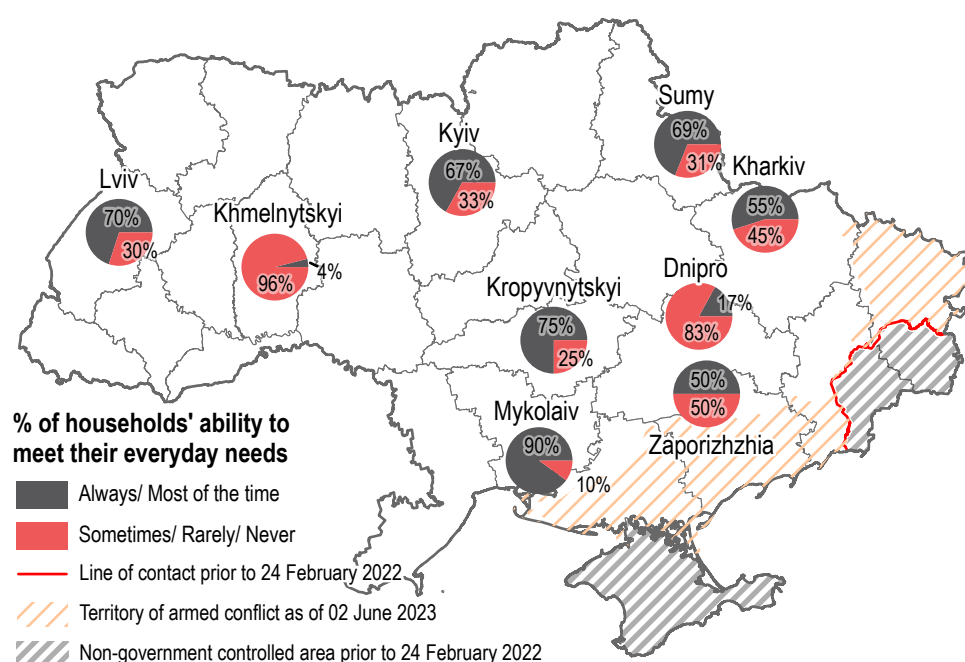 Sumy
69%
31%
Kyiv
67%
33%
Kharkiv
55%
45%
Lviv
70%
30%
Khmelnytskyi
96%
4%
Dnipro
17%
83%
Kropyvnytskyi
75%
25%
50%
50%
Zaporizhzhia
Mykolaiv
90%
10%
% of households' ability to
meet their everyday needs
Always/ Most of the time
Sometimes/ Rarely/ Never
Line of contact prior to 24 February 2022
Territory of armed conflict as of 02 June 2023
Non-government controlled area prior to 24 February 2022